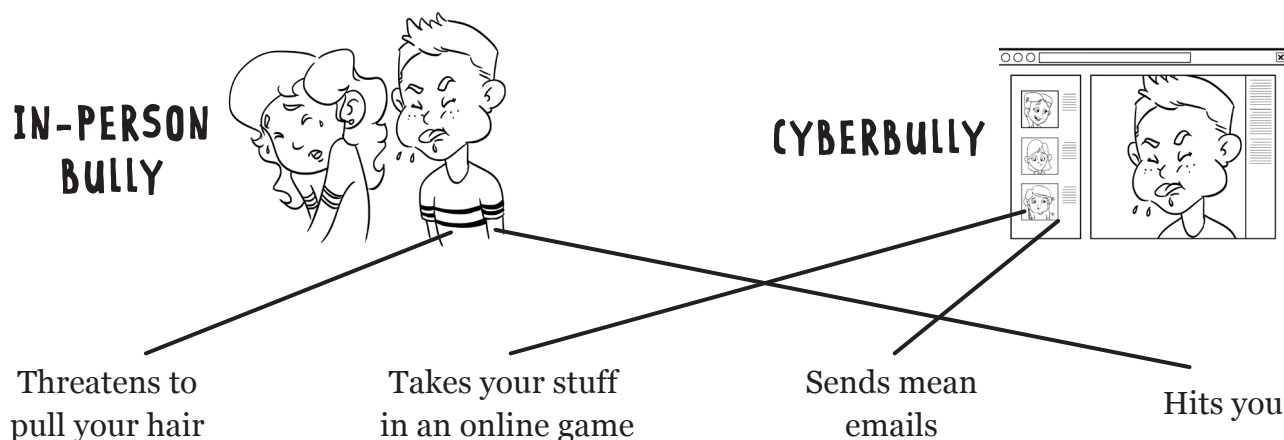 IN-PERSON
BULLY
CYBERBULLY
Threatens to
pull your hair
Takes your stuff
in an online game
Sends mean
emails
Hits you